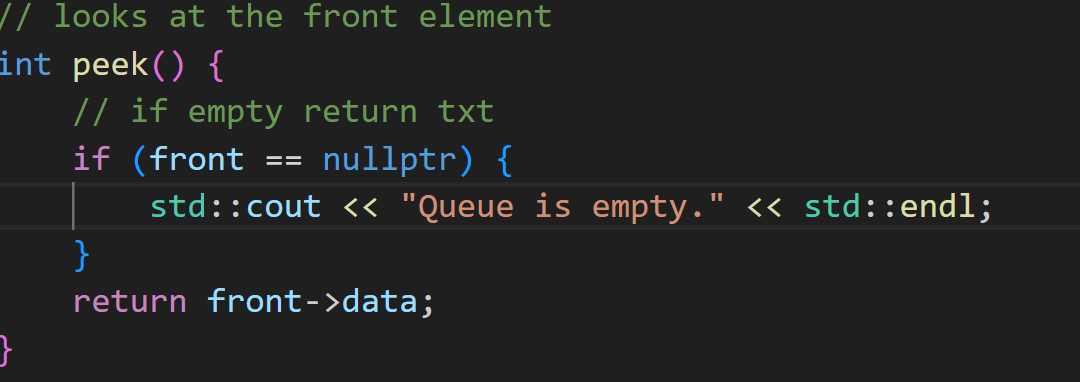 // looks at the front element
int peek() {
    // if empty return txt
    if (front == nullptr) {
        std::cout << "Queue is empty." << std::endl;
    }
    return front->data;
}